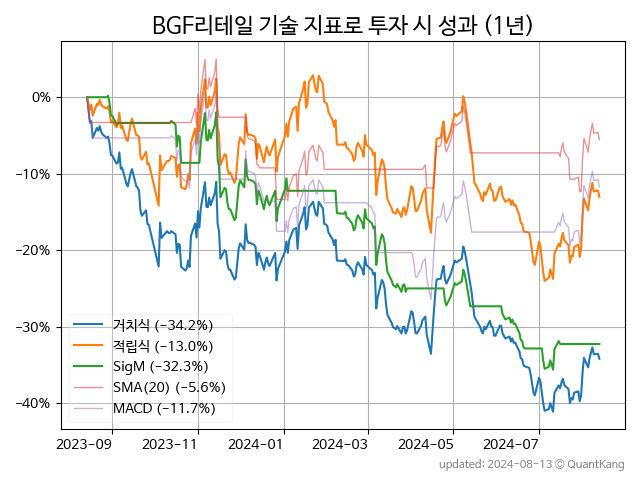 BGF리테일 기술 지표로 투자 시 성과 (1년)
0%
−10%
−20%
−30%
−40%
거치식 (−34.2%)
적립식 (−13.0%)
SigM (−32.3%)
SMA(20) (−5.6%)
MACD (−11.7%)
2023-09
2023-11
2024-01
2024-03
2024-05
2024-07
updated: 2024-08-13 © QuantKang